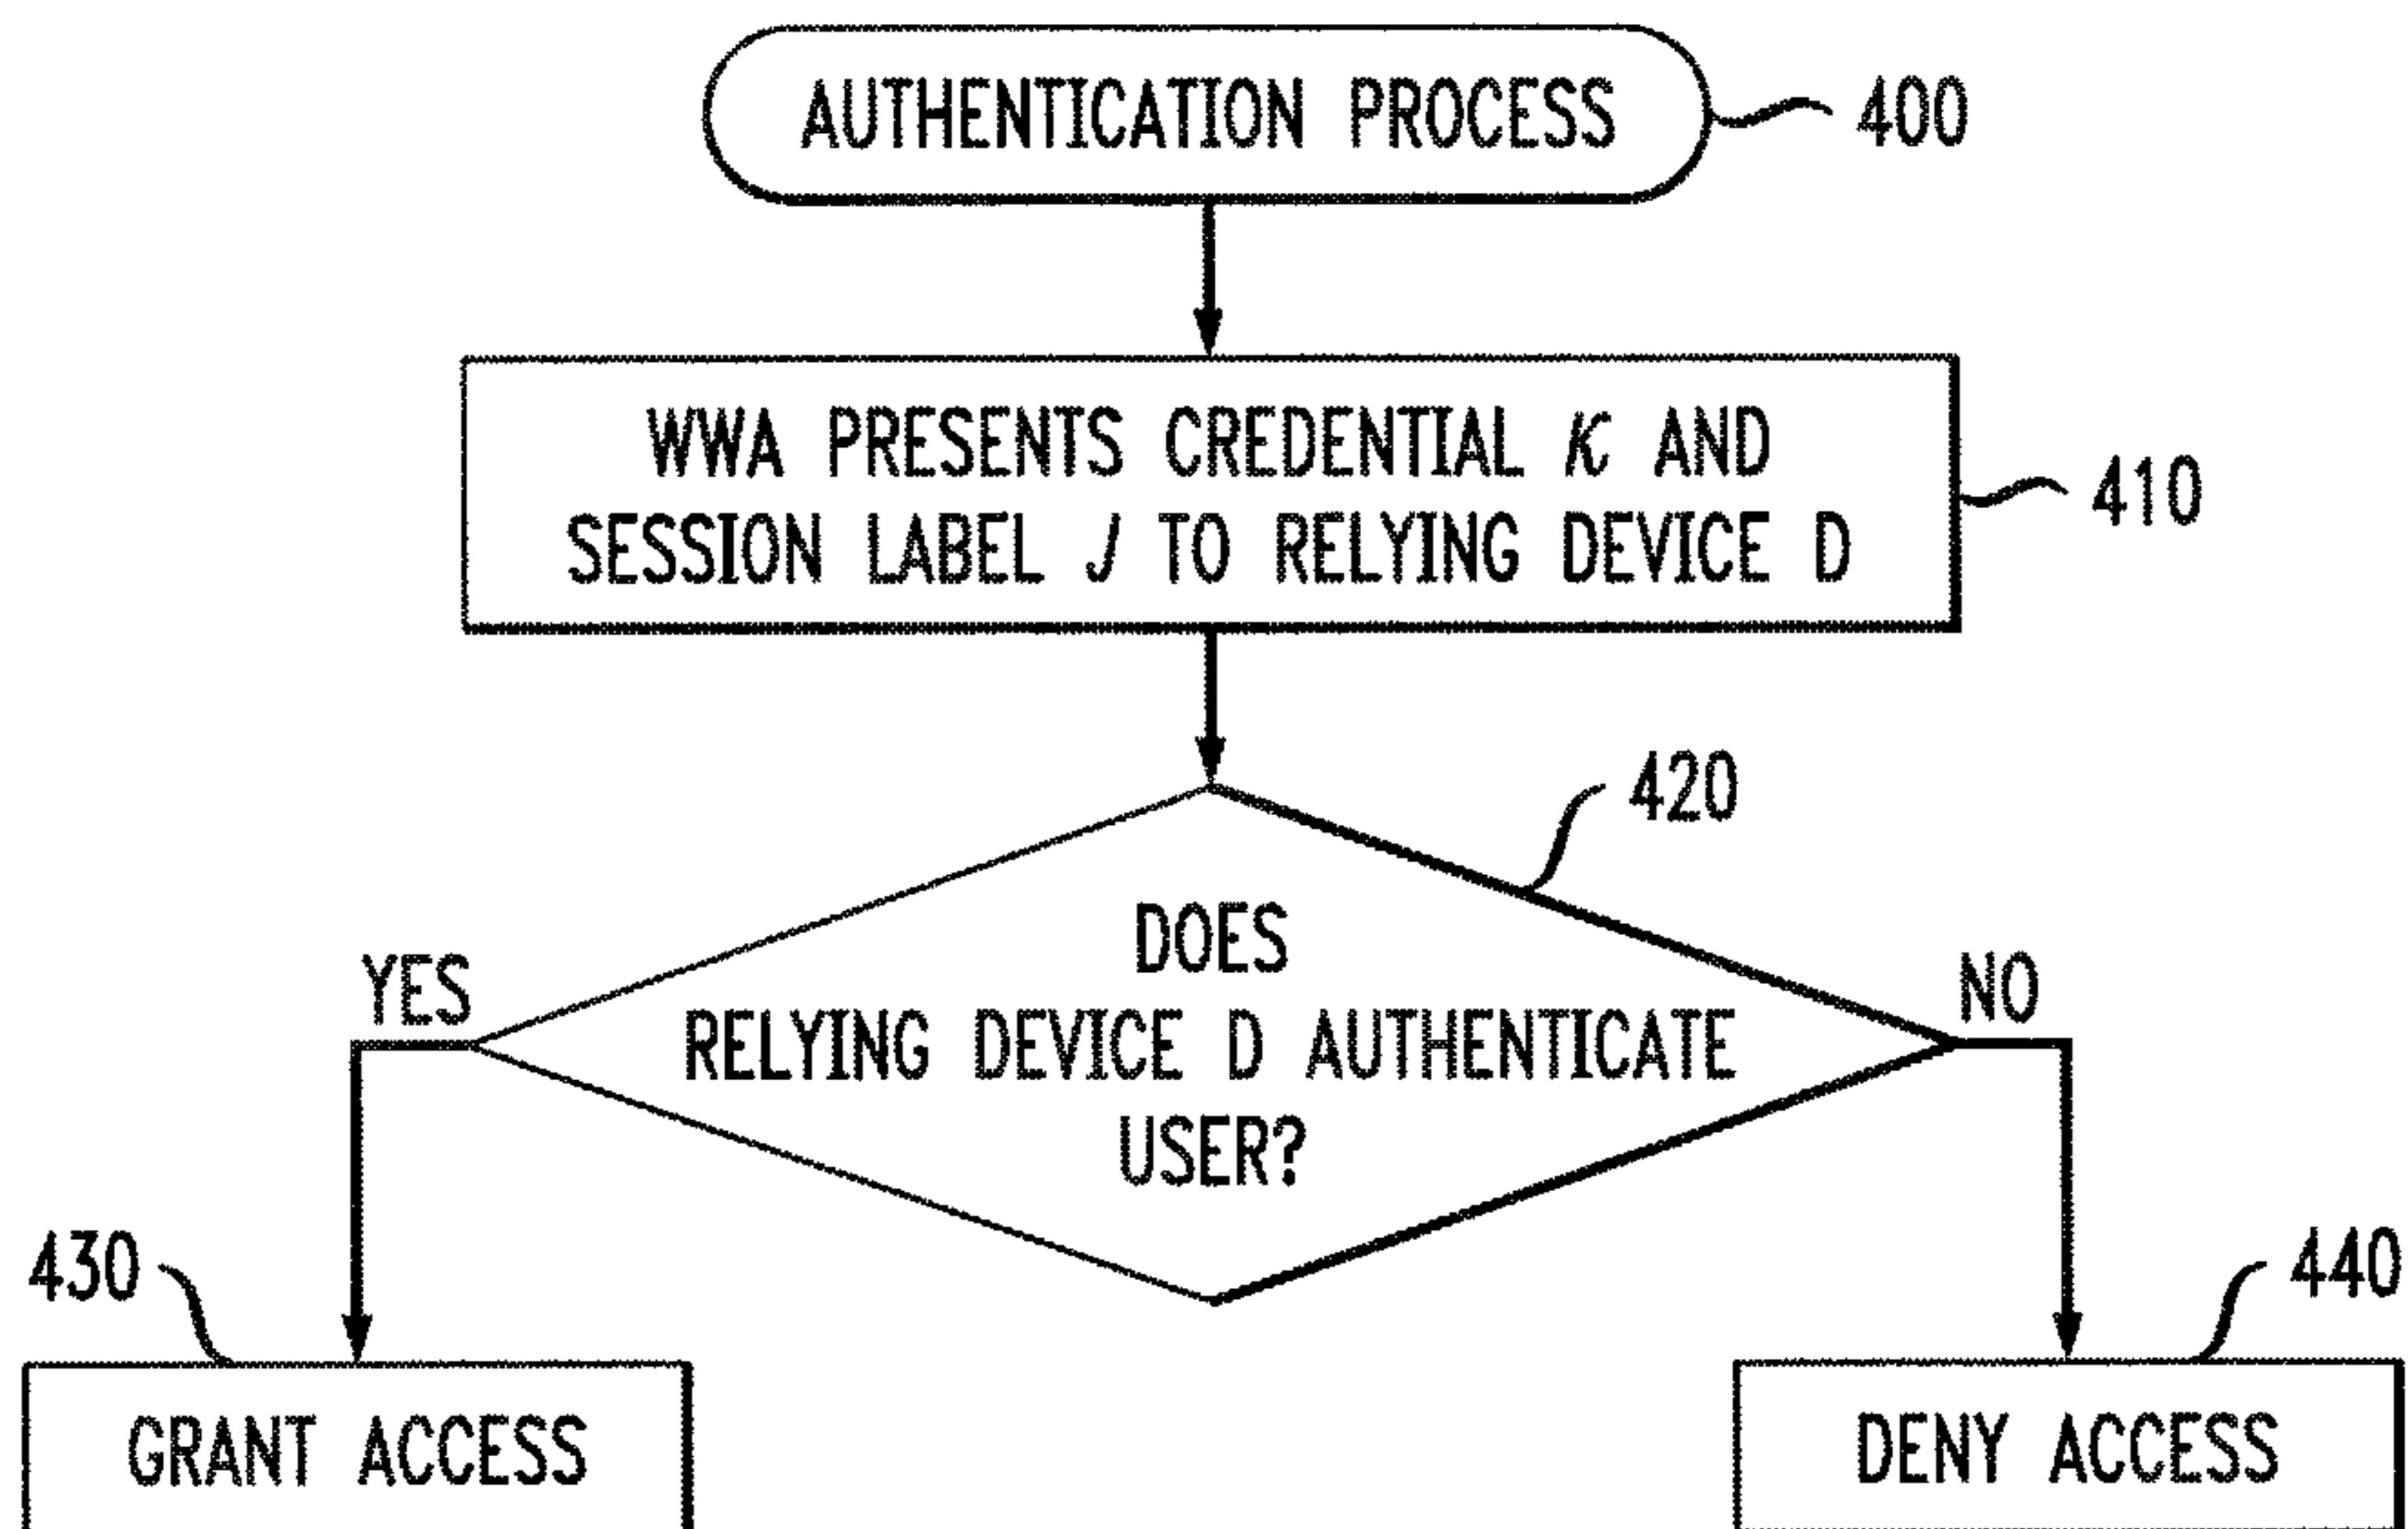 AUTHENTICATION PROCESS
400
WWA PRESENTS CREDENTIAL K AND
SESSION LABEL J TO RELYING DEVICE D
410
420
DOES
RELYING DEVICE D AUTHENTICATE
USER?
YES
NO
430
440
GRANT ACCESS
DENY ACCESS